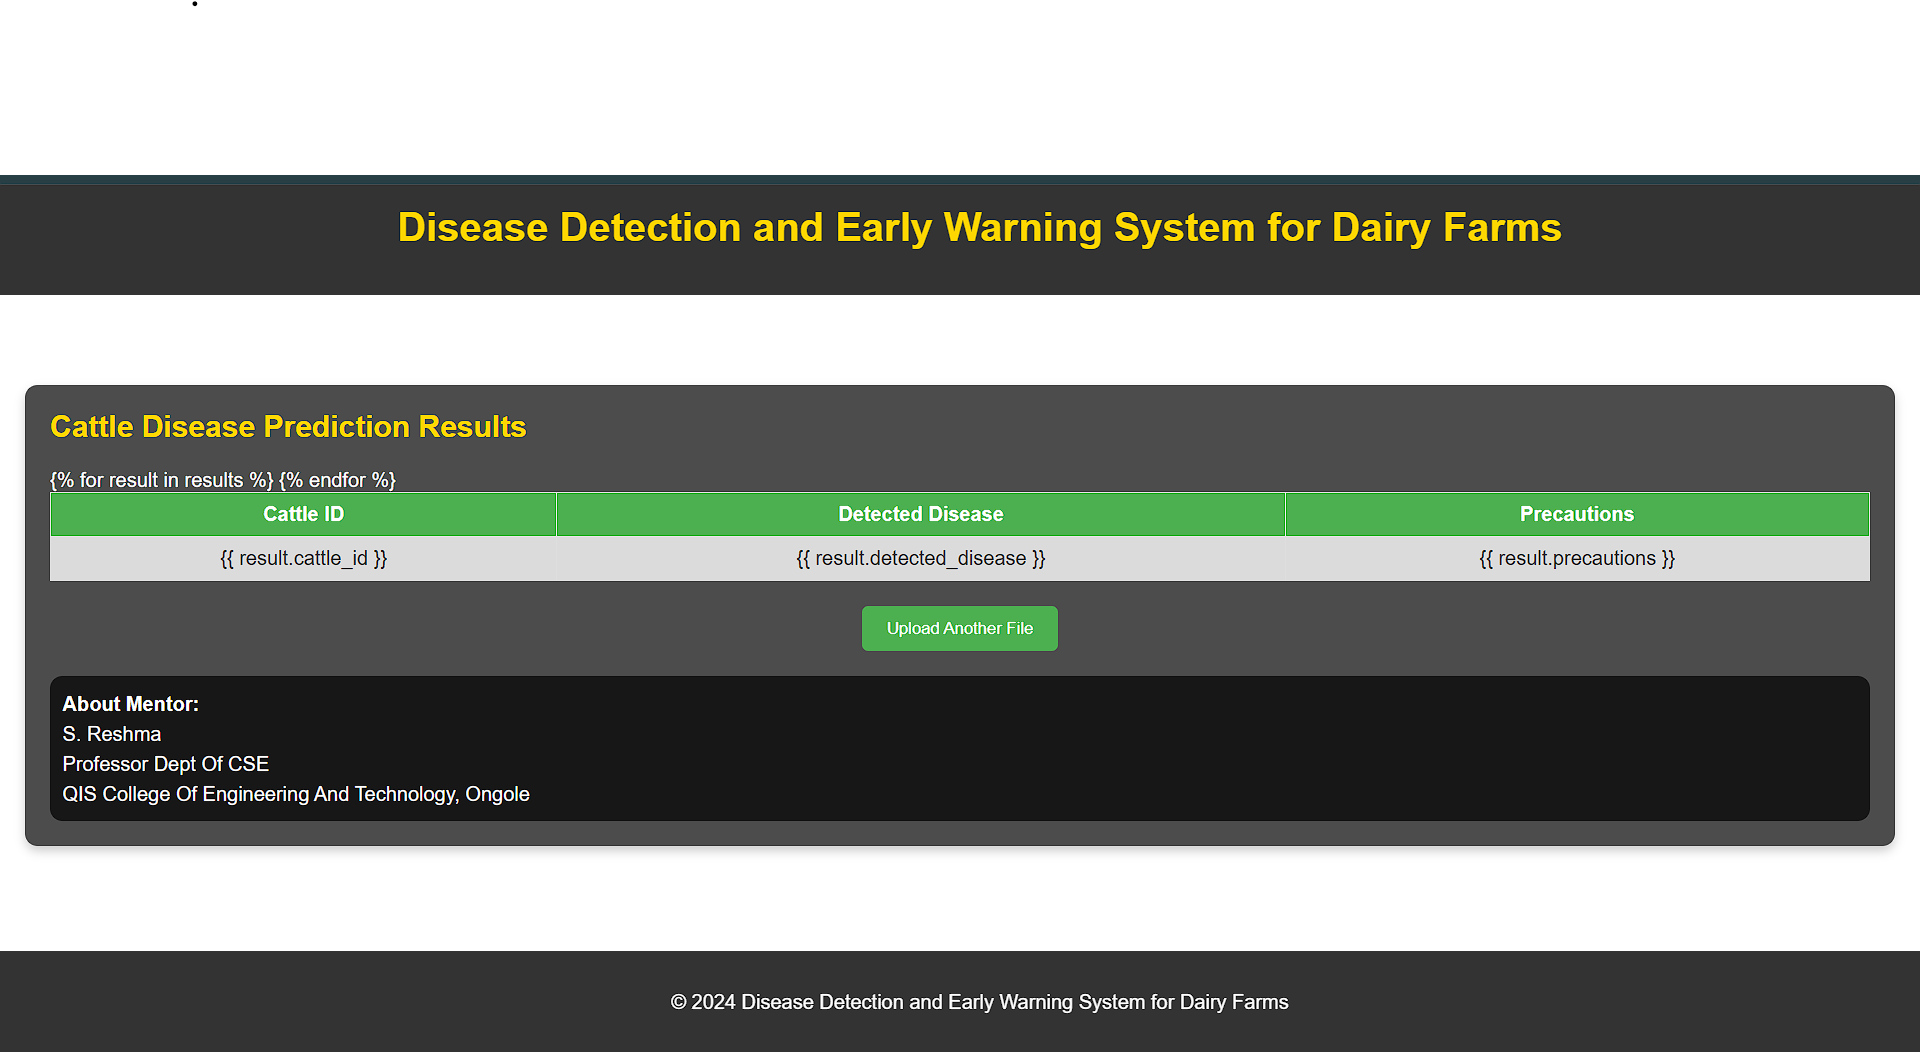 Disease Detection and Early Warning System for Dairy Farms
Cattle Disease Prediction Results
{% for result in results %} {% endfor %}
Cattle ID Detected Disease Precautions
{{ result.cattle_id }} {{ result.detected_disease }} {{ result.precautions }}
Upload Another File
About Mentor:
S. Reshma
Professor Dept Of CSE
QIS College Of Engineering And Technology, Ongole
© 2024 Disease Detection and Early Warning System for Dairy Farms